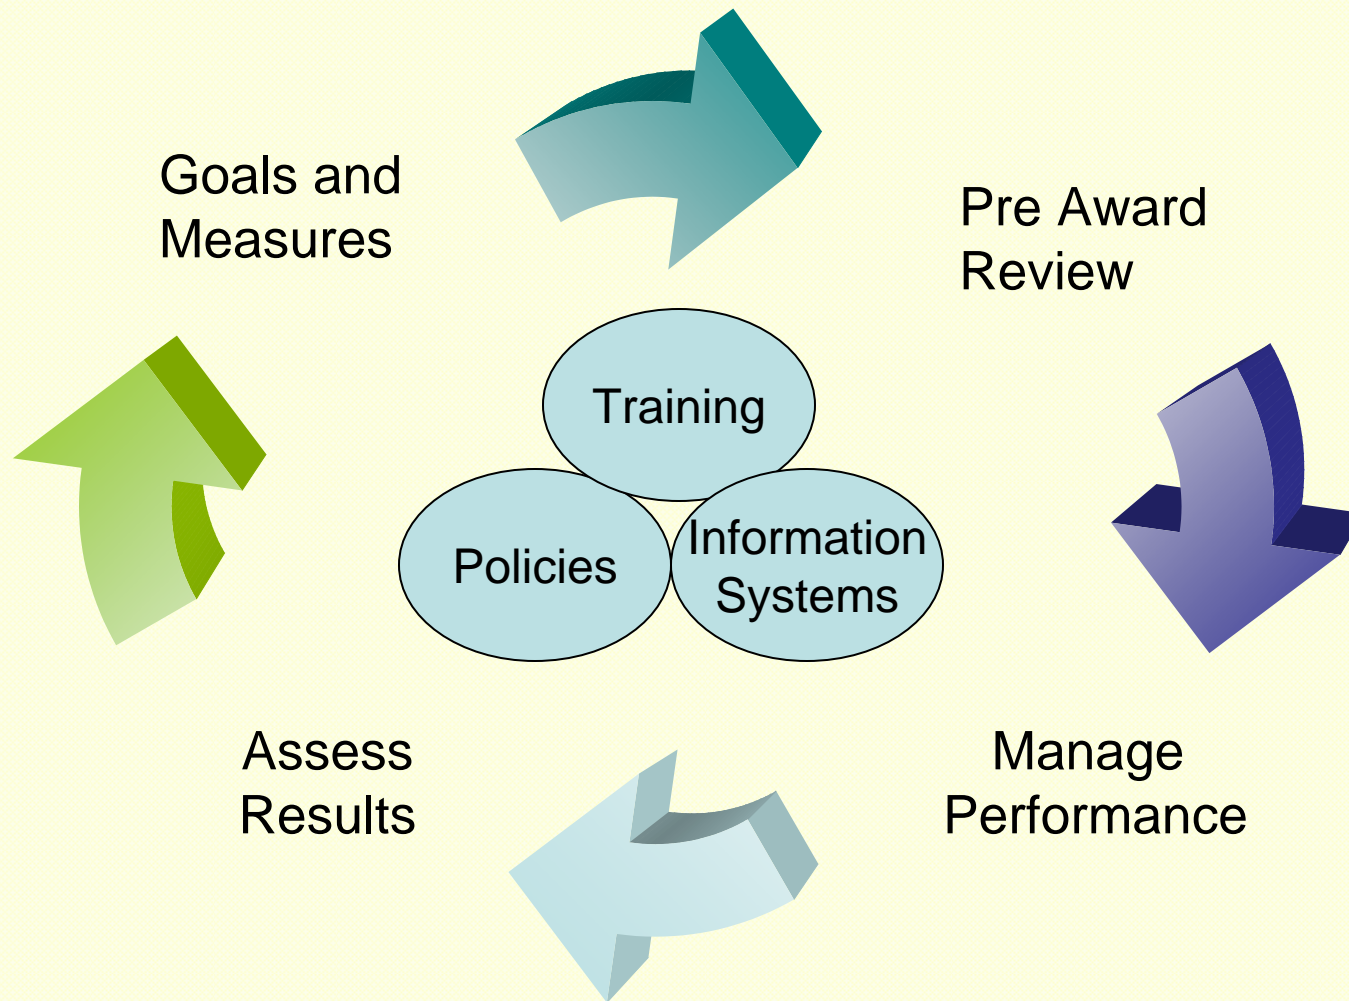 Goals and
Measures
Pre Award
Review
Training
Policies
Information
Systems
Assess
Results
Manage
Performance